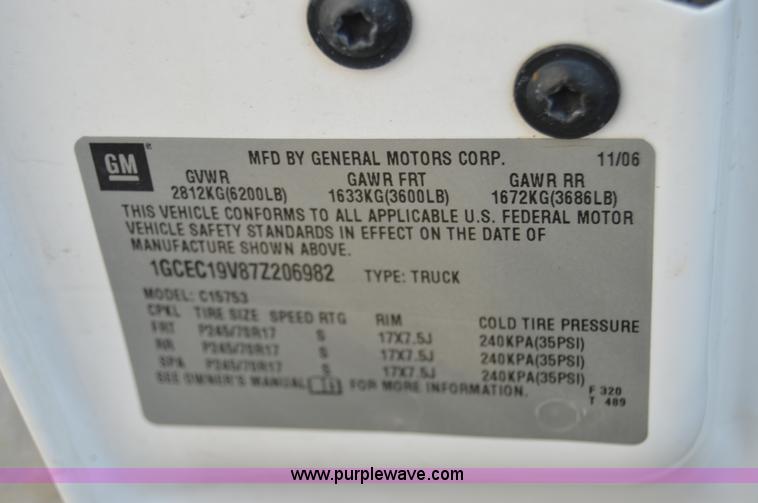 GM ®
MFD BY GENERAL MOTORS CORP. 11/06
GVWR GAWR FRT GAWR RR
2812KG(6200LB) 1633KG(3600LB) 1672KG(3686LB)
THIS VEHICLE CONFORMS TO ALL APPLICABLE U.S. FEDERAL MOTOR
VEHICLE SAFETY STANDARDS IN EFFECT ON THE DATE OF
MANUFACTURE SHOWN ABOVE.
1GCEC19V87Z206982 TYPE: TRUCK
MODEL: C15753
CPKL TIRE SIZE SPEED RTG RIM COLD TIRE PRESSURE
FRT P245/70R17 S 17X7.5J 240KPA(35PSI)
RR P245/70R17 S 17X7.5J 240KPA(35PSI)
SPA P245/70R17 S 17X7.5J 240KPA(35PSI)
SEE OWNER'S MANUAL FOR MORE INFORMATION.
F 320
T 489
www.purplewave.com